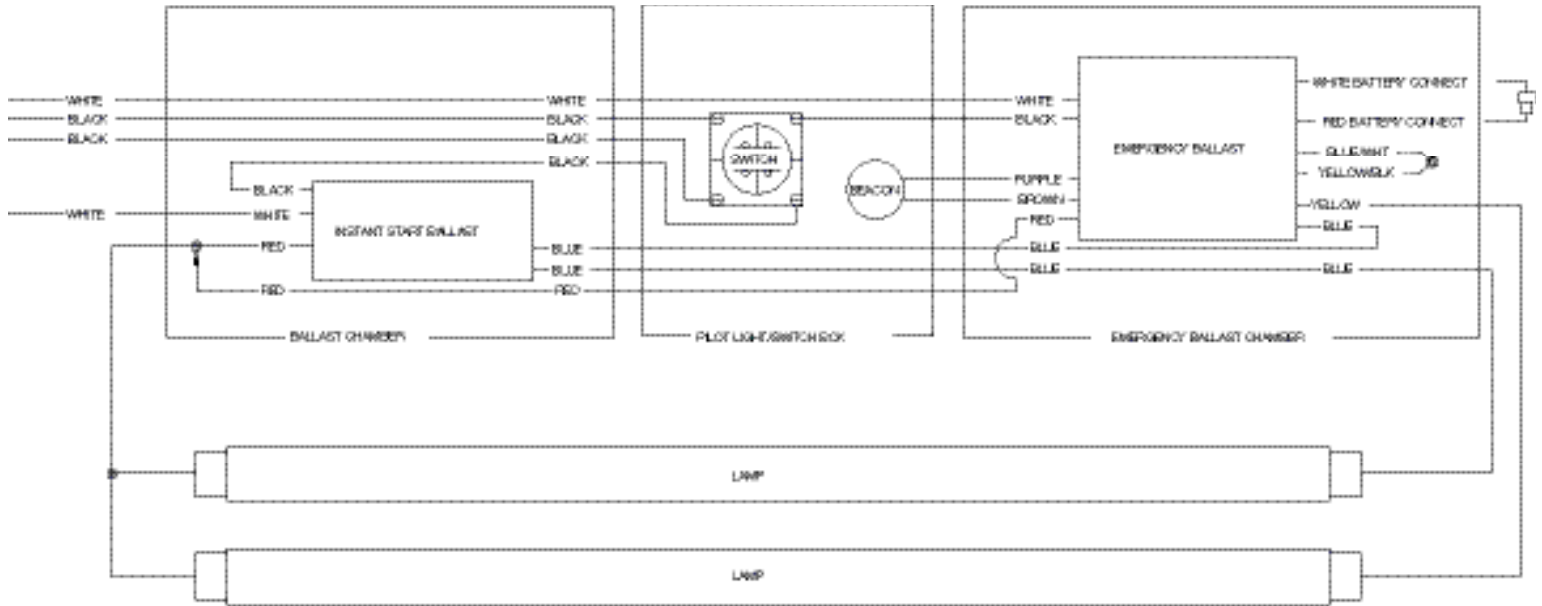 WHITE BATTERY CONNECT
WHITE WHITE WHITE
BLACK BLACK BLACK
RED BATTERY CONNECT
BLACK BLACK
EMERGENCY BALLAST
BLUE/WHT
SWITCH
BLACK
YELLOW/BLK
PURPLE
BLACK
BEACON
BROWN
YELLOW
WHITE WHITE
RED
BLUE
INSTANT START BALLAST
RED
BLUE BLUE
BLUE BLUE BLUE
RED RED
BALLAST CHAMBER
PILOT LIGHT/SWITCH BOX
EMERGENCY BALLAST CHAMBER
LAMP
LAMP